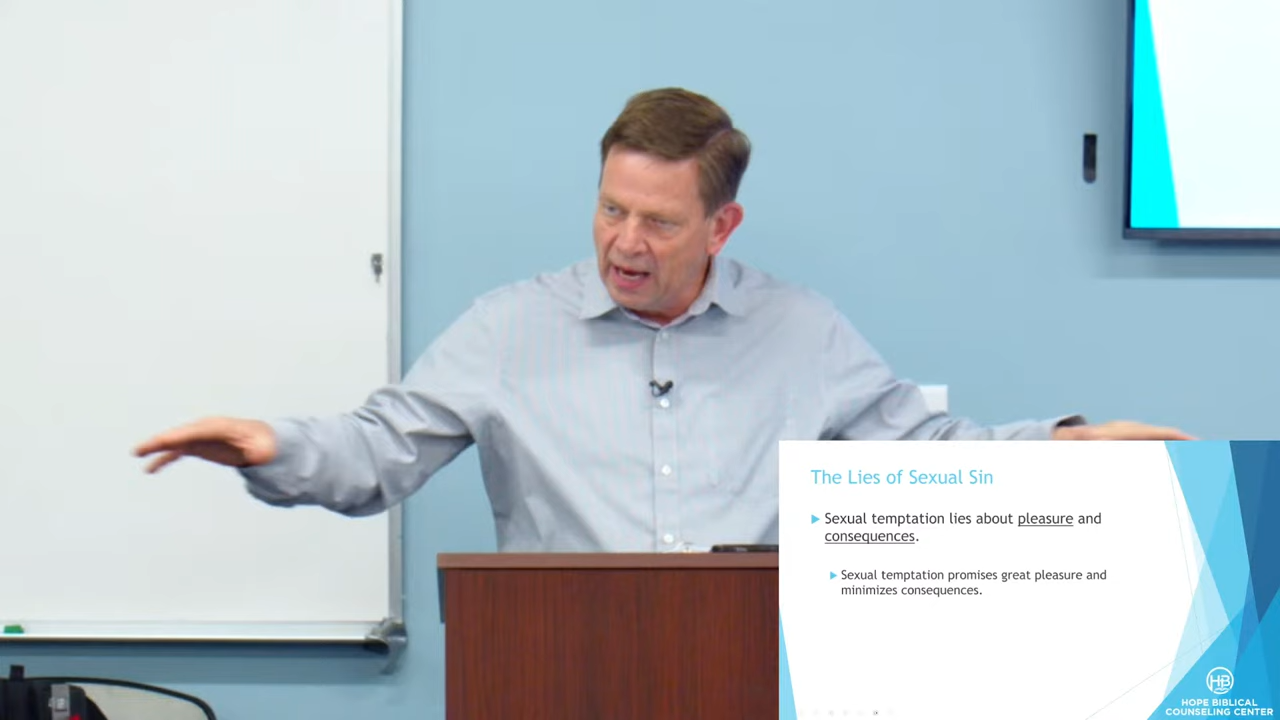 The Lies of Sexual Sin
Sexual temptation lies about pleasure and
consequences.
Sexual temptation promises great pleasure and
minimizes consequences.
HB
HOPE BIBLICAL
COUNSELING CENTER